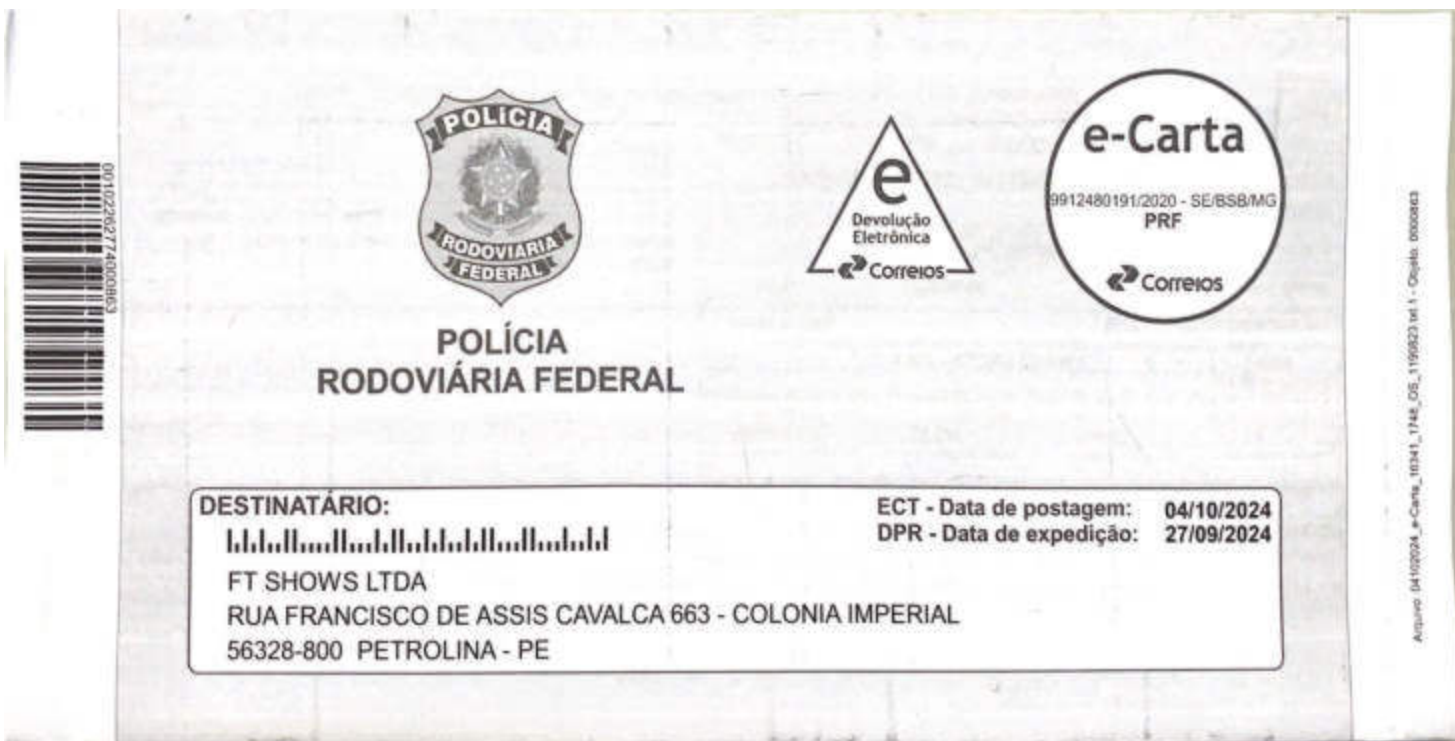 POLICIA
RODOVIARIA
FEDERAL
POLÍCIA
RODOVIÁRIA FEDERAL
e
Devolução
Eletrônica
Correios
e-Carta
9912480191/2020 - SE/BSB/MG
PRF
Correios
DESTINATÁRIO:
ECT - Data de postagem: 04/10/2024
DPR - Data de expedição: 27/09/2024
FT SHOWS LTDA
RUA FRANCISCO DE ASSIS CAVALCA 663 - COLONIA IMPERIAL
56328-800 PETROLINA - PE